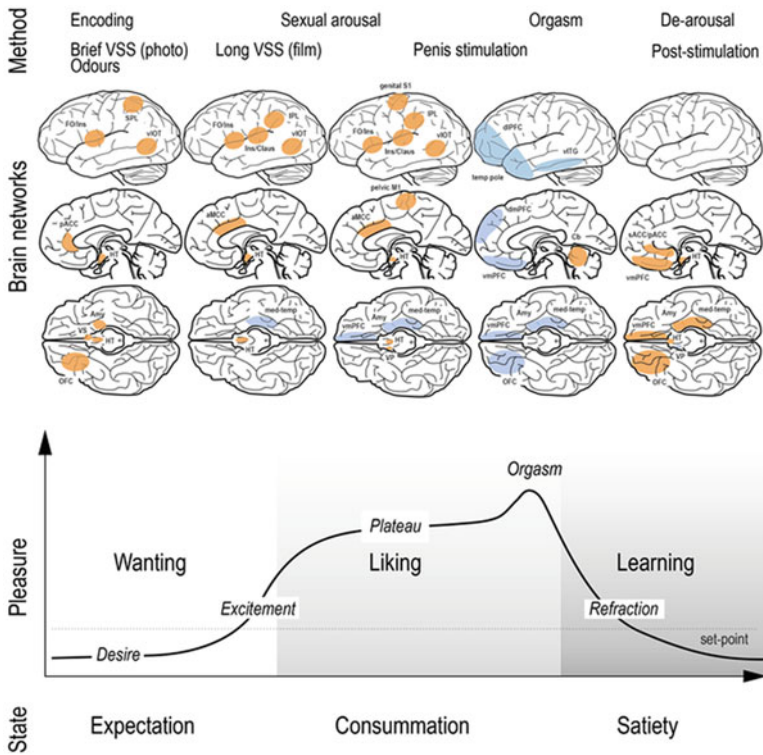 Method
Encoding
Sexual arousal
Orgasm
De-arousal
Brief VSS (photo)
Odours
Long VSS (film)
Penis stimulation
Post-stimulation
Brain networks
FO/Ins
SPL
vIOT
FO/Ins
IPL
Ins/Claus
vIOT
genital S1
FO/Ins
IPL
Ins/Claus
vIOT
dlPFC
vlTG
temp pole
pACC
HT
aMCC
HT
pelvic M1
aMCC
HT
dmPFC
Cb
vmPFC
sACC/pACC
HT
vmPFC
Amy
VS
HT
OFC
med-temp
HT
Amy
med-temp
vmPFC
HT
VP
Amy
med-temp
vmPFC
OFC
Amy
med-temp
vmPFC
HT
VP
OFC
Pleasure
Orgasm
Plateau
Wanting
Liking
Learning
Excitement
Refraction
set-point
Desire
State
Expectation
Consummation
Satiety